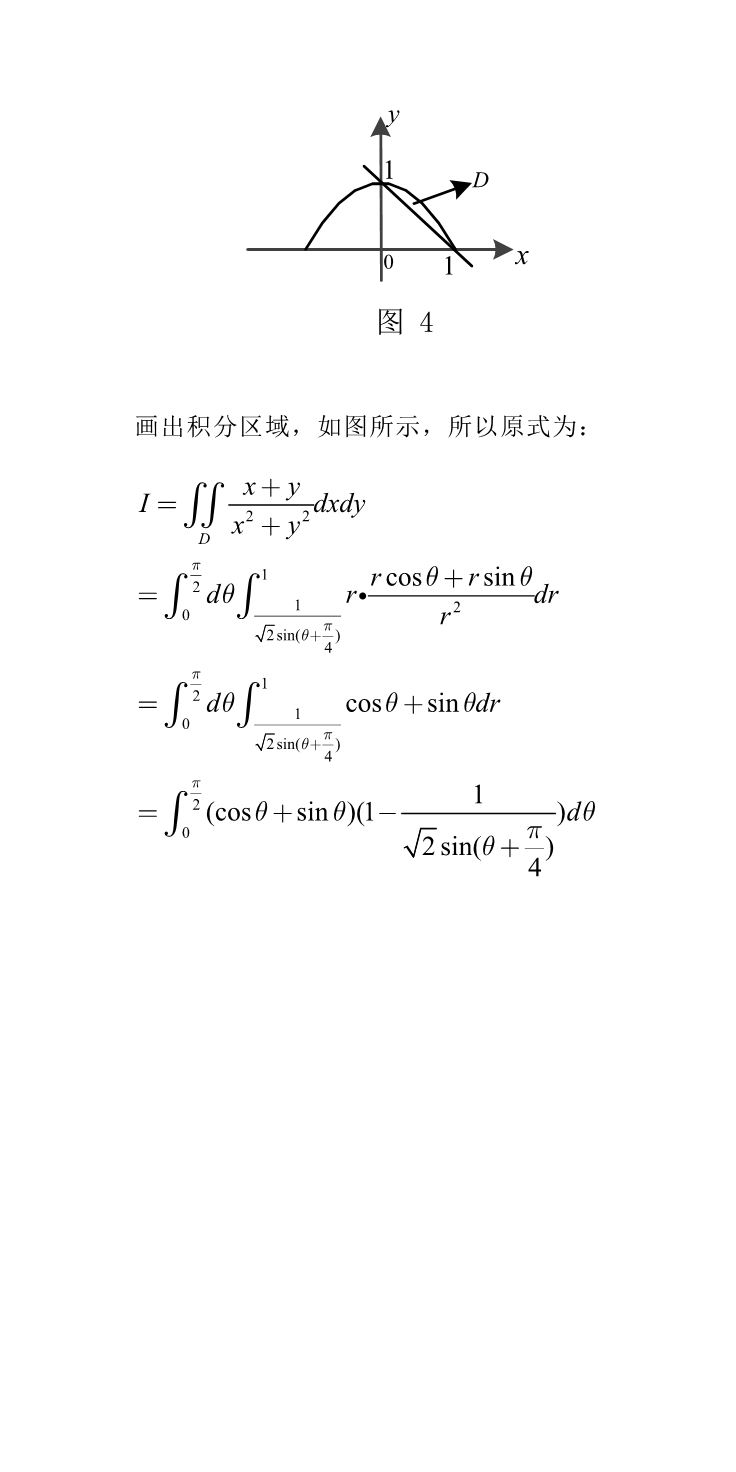 y
1
D
0
1
x
图 4
画出积分区域，如图所示，所以原式为：
$I=\iint\limits_{D}\frac{x+y}{x^2+y^2}dxdy$
$=\int_0^{\frac{\pi}{2}}d\theta\int_{\frac{1}{\sqrt{2}\sin(\theta+\frac{\pi}{4})}}^1 r\bullet\frac{r\cos\theta+r\sin\theta}{r^2}dr$
$=\int_0^{\frac{\pi}{2}}d\theta\int_{\frac{1}{\sqrt{2}\sin(\theta+\frac{\pi}{4})}}^1 \cos\theta+\sin\theta dr$
$=\int_0^{\frac{\pi}{2}}(\cos\theta+\sin\theta)(1-\frac{1}{\sqrt{2}\sin(\theta+\frac{\pi}{4})})d\theta$